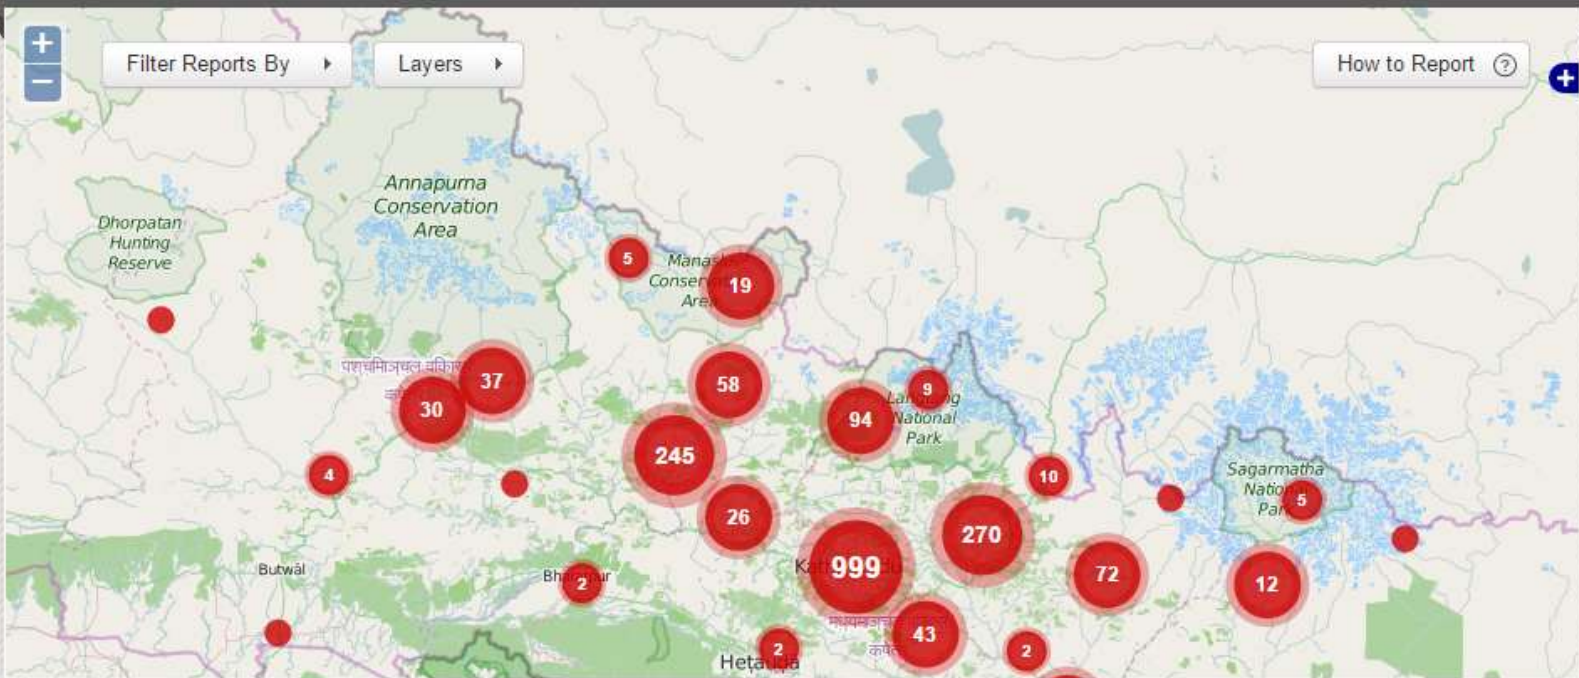 +
−
Filter Reports By
Layers
How to Report ?
+
Annapurna
Conservation
Area
Dhorpatan
Hunting
Reserve
5
19
Area
37
58
9
30
94
National
Park
245
Sagarmatha
4
10
5
26
270
999
72
Butwāl
2
12
43
2
2
Hetauda